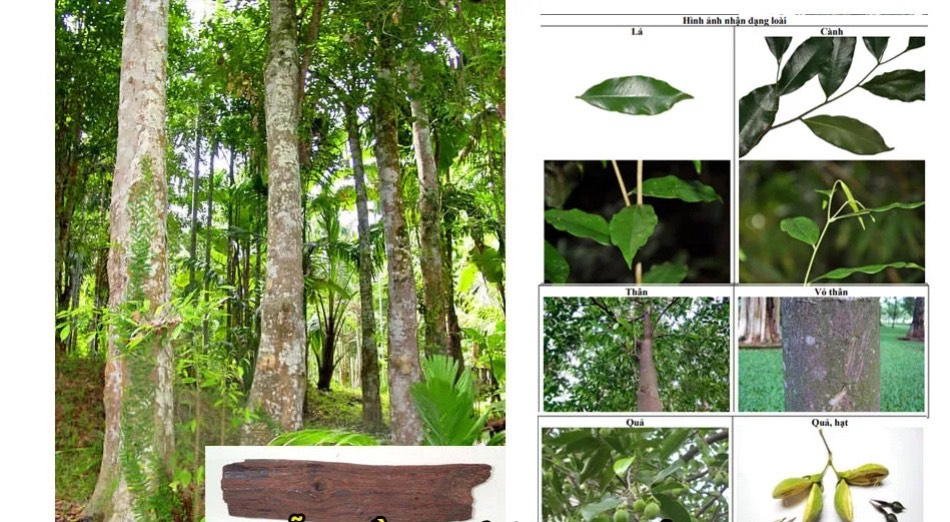 Hình ảnh nhận dạng loài
Lá
Cành
Thân
Vỏ thân
Quả
Quả, hạt